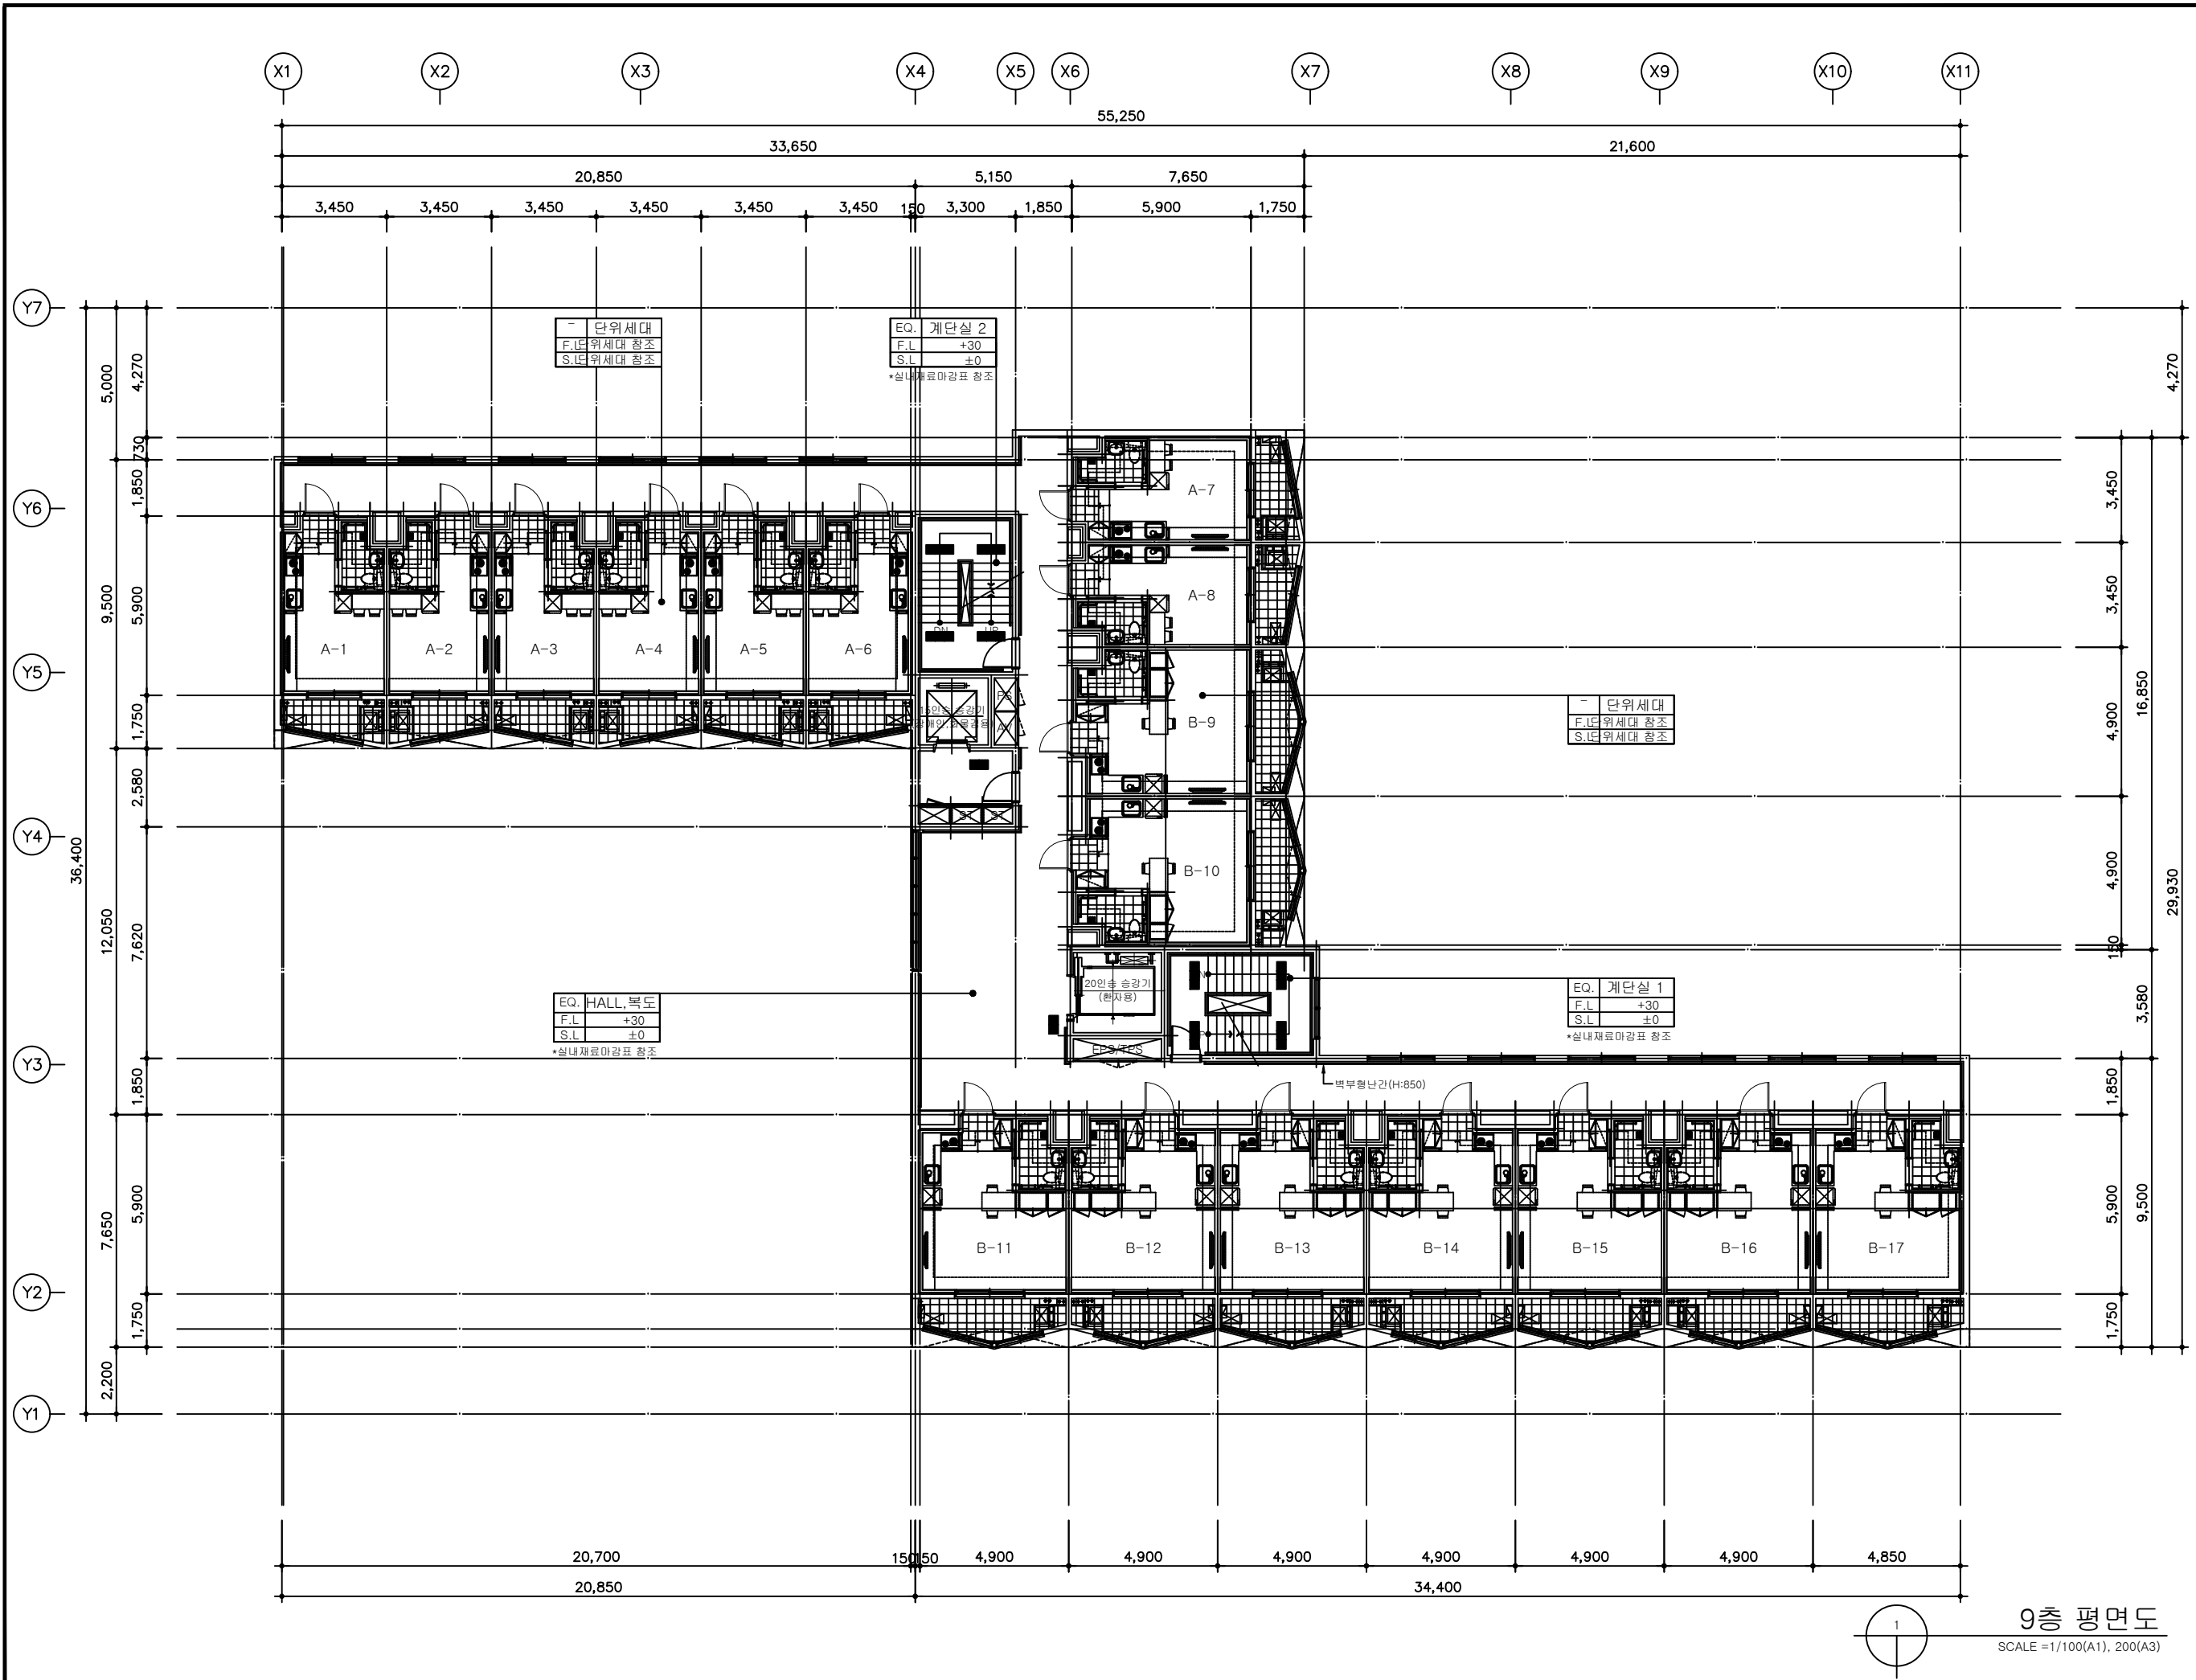 X1 X2 X3 X4 X5 X6 X7 X8 X9 X10 X11
55,250
33,650 21,600
20,850 5,150 7,650
3,450 3,450 3,450 3,450 3,450 3,450 150 3,300 1,850 5,900 1,750
Y7
Y6
Y5
Y4
Y3
Y2
Y1
36,400
5,000
9,500
12,050
7,650
2,200
4,270
730
1,850
5,900
1,750
2,580
7,620
1,850
5,900
1,750
- 단위세대
F.L 단위세대 참조
S.L 단위세대 참조
EQ. 계단실 2
F.L +30
S.L ±0
*실내재료마감표 참조
A-1 A-2 A-3 A-4 A-5 A-6
DN UP
15인승 승강기
A-7
A-8
B-9
B-10
- 단위세대
F.L 단위세대 참조
S.L 단위세대 참조
EQ. HALL,복도
F.L +30
S.L ±0
*실내재료마감표 참조
20인승 승강기
(환자용)
EPS/TPS
EQ. 계단실 1
F.L +30
S.L ±0
*실내재료마감표 참조
벽부형난간(H:850)
B-11 B-12 B-13 B-14 B-15 B-16 B-17
3,450
3,450
4,900
4,900
150
1,850
5,900
1,750
16,850
3,580
9,500
4,270
29,930
20,700 150 150 4,900 4,900 4,900 4,900 4,900 4,900 4,850
20,850 34,400
1
9층 평면도
SCALE =1/100(A1), 200(A3)